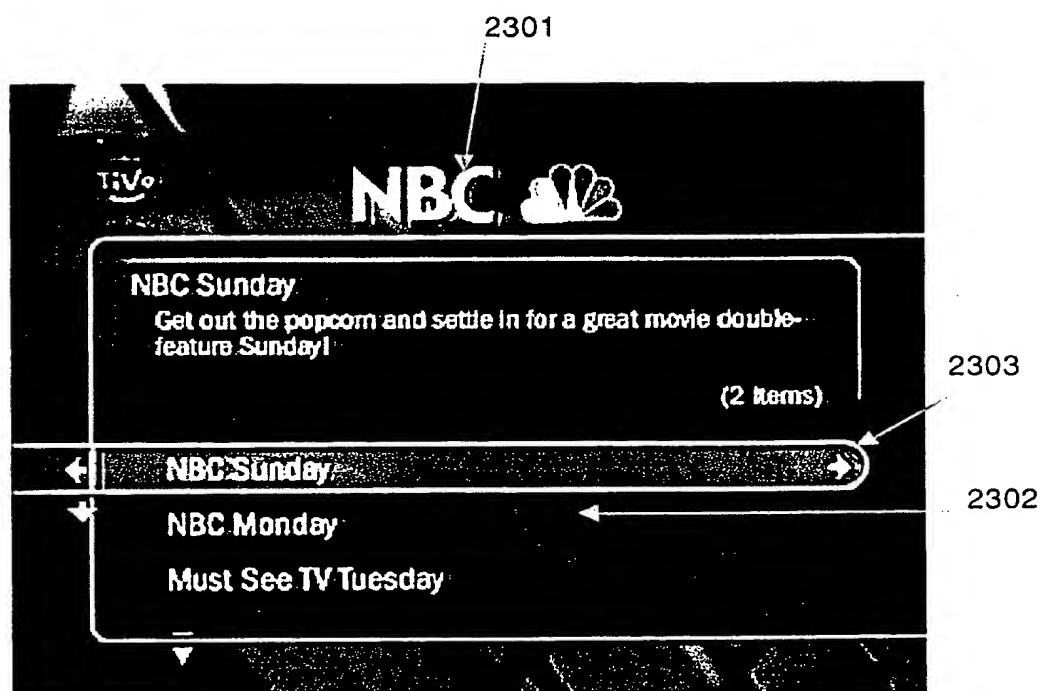 2301
TiVo
NBC
NBC Sunday
Get out the popcorn and settle in for a great movie double-
feature Sunday!
(2 items)
2303
NBC Sunday
2302
NBC Monday
Must See TV Tuesday